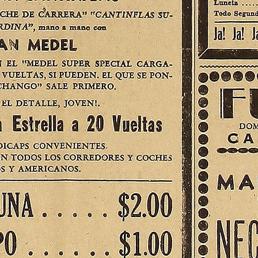 CHE DE CARRERA" "CANTINFLAS SU-
RDINA", mano a mano con
AN MEDEL
N EL "MEDEL SUPER SPECIAL CARGA-
VUELTAS, SI PUEDEN. EL QUE SE PON-
CHANGO" SALE PRIMERO,
EL DETALLE, JOVEN!.
a Estrella a 20 Vueltas
DICAPS CONVENIENTES.
N TODOS LOS CORREDORES Y COCHES
S Y AMERICANOS.
UNA . . $2.00
PO . . . $1.00
Luneta
Todo Segund
Ja! Ja! J
FU
DOM
CA
MA
NEC